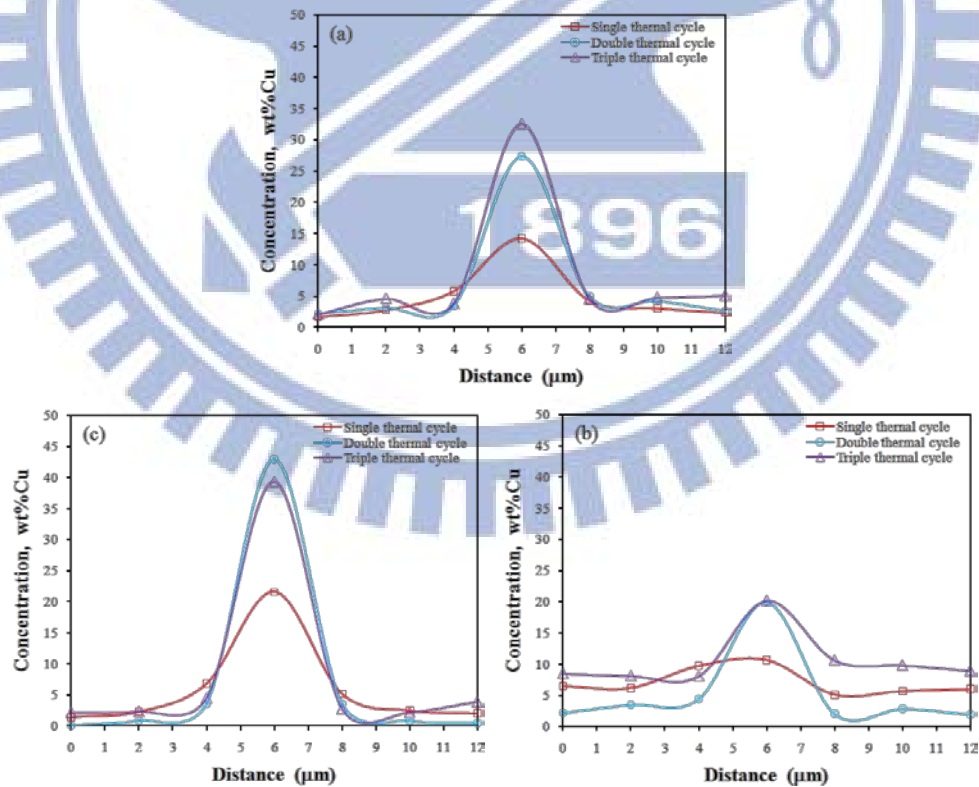 (a)
Single thermal cycle
Double thermal cycle
Triple thermal cycle
50
45
40
35
30
25
20
15
10
5
0
Concentration, wt%Cu
0 1 2 3 4 5 6 7 8 9 10 11 12
Distance (μm)
1896
(c)
Single thernal cycle
Double thermal cycle
Triple thermal cycle
50
45
40
35
30
25
20
15
10
5
0
Concentration, wt%Cu
0 1 2 3 4 5 6 7 8 9 10 11 12
Distance (μm)
(b)
Single thermal cycle
Double thermal cycle
Triple thermal cycle
50
45
40
35
30
25
20
15
10
5
0
Concentration, wt%Cu
0 1 2 3 4 5 6 7 8 9 10 11 12
Distance (μm)